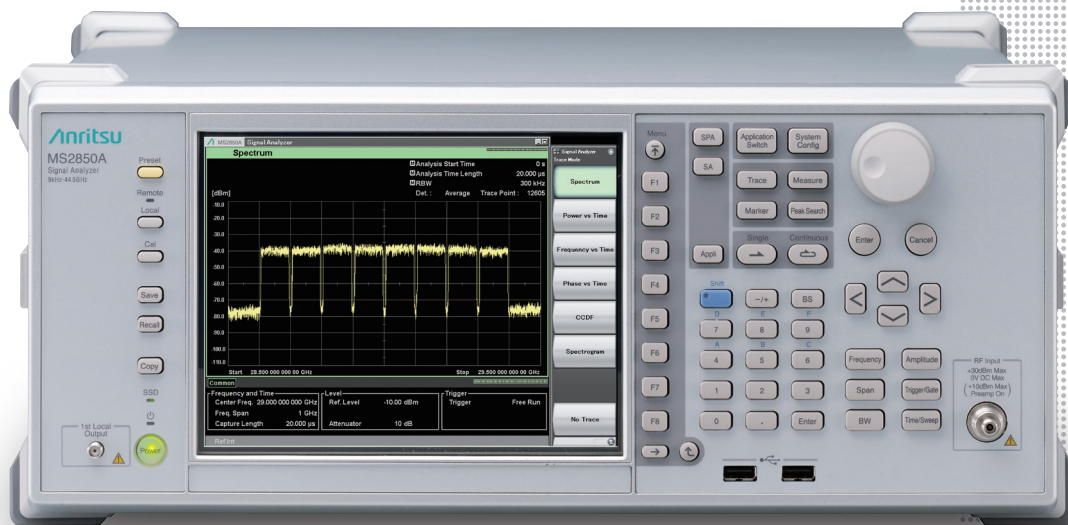 Anritsu
MS2850A
Signal Analyzer
9kHz-44.5GHz
Preset
Remote
Local
Cal
Save
Recall
Copy
SSD
Power
1st Local
Output
MS2850A Signal Analyzer
Spectrum
Analysis Start Time 0 s
Analysis Time Length 20.000 µs
RBW 300 kHz
Det. : Average Trace Point : 12605
[dBm]
-10.0
-20.0
-30.0
-40.0
-50.0
-60.0
-70.0
-80.0
-90.0
-100.0
-110.0
Start 28.500 000 000 00 GHz Stop 29.500 000 000 00 GHz
Common
Frequency and Time
Center Freq. 29.000 000 000 GHz
Freq. Span 1 GHz
Capture Length 20.000 µs
Level
Ref. Level -10.00 dBm
Attenuator 10 dB
Trigger
Trigger Free Run
Ref.Int
Signal Analyzer
Trace Mode
Spectrum
Power vs Time
Frequency vs Time
Phase vs Time
CCDF
Spectrogram
No Trace
Menu
F1
F2
F3
F4
F5
F6
F7
F8
SPA
SA
Appli
Application
Switch
System
Config
Trace
Measure
Marker
Peak Search
Single
Continuous
Enter
Cancel
Shift
-/+
BS
D
E
F
7
8
9
A
B
C
4
5
6
1
2
3
0
.
Enter
Frequency
Amplitude
Span
Trigger/Gate
BW
Time/Sweep
RF Input
+30dBm Max
0V DC Max
(+10dBm Max)
Preamp On